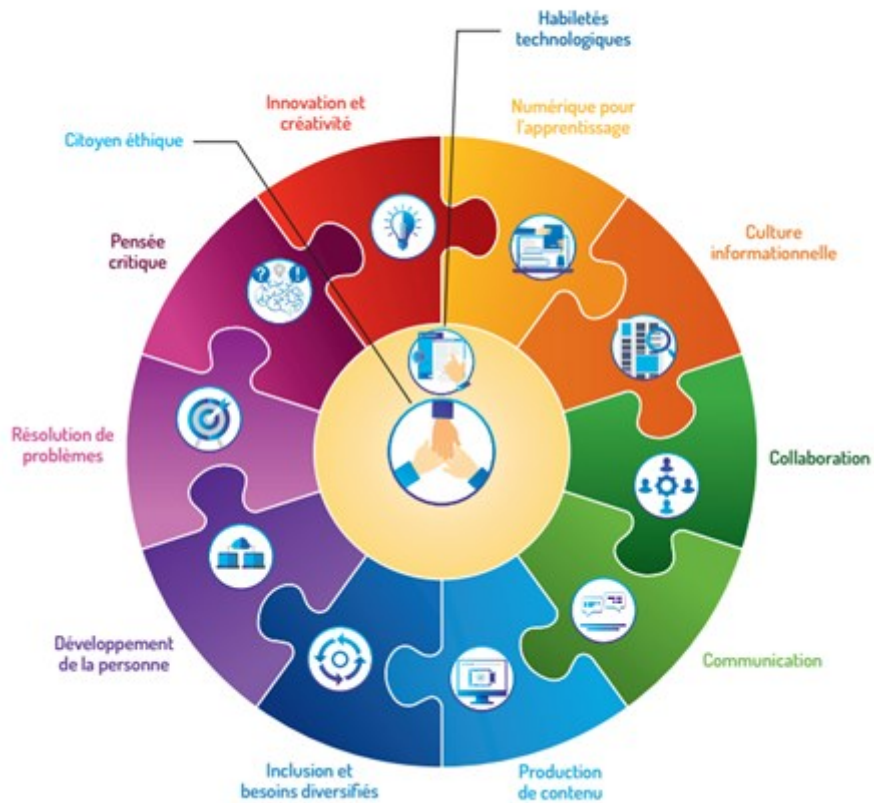 Habiletés
technologiques
Innovation et
créativité
Numérique pour
l'apprentissage
Citoyen éthique
Pensée
critique
Culture
informationnelle
Résolution de
problèmes
Collaboration
Développement
de la personne
Communication
Inclusion et
besoins diversifiés
Production
de contenu